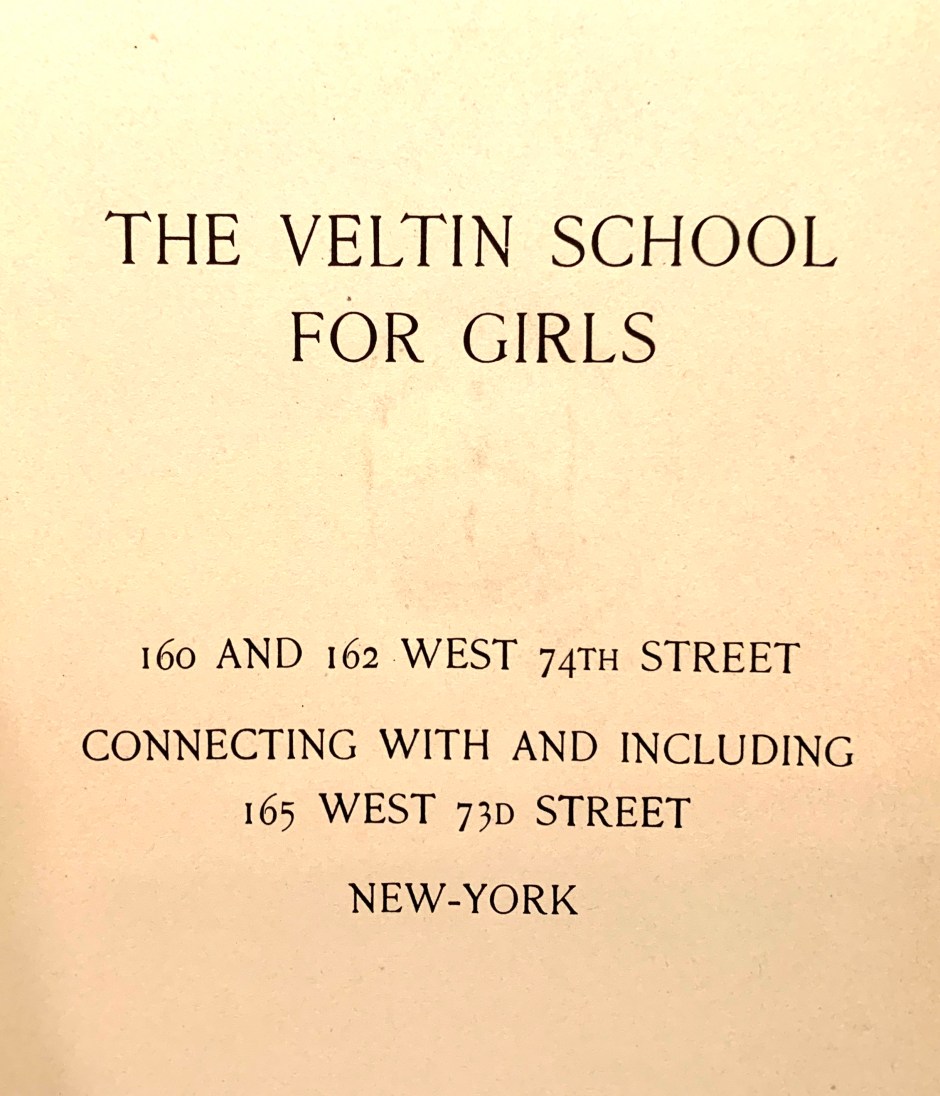 THE VELTIN SCHOOL
FOR GIRLS
160 AND 162 WEST 74TH STREET
CONNECTING WITH AND INCLUDING
165 WEST 73D STREET
NEW-YORK